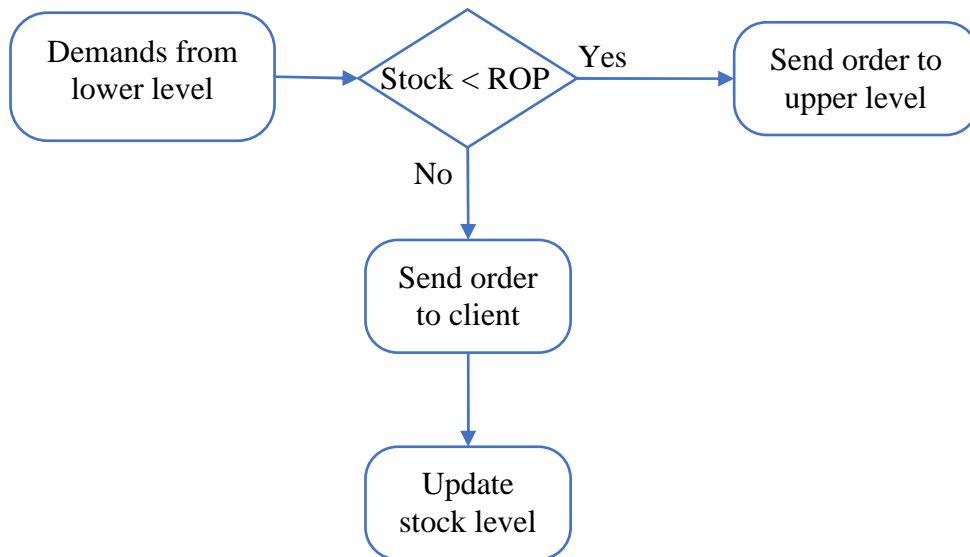 Demands from
lower level
Stock < ROP
Yes
Send order to
upper level
No
Send order
to client
Update
stock level